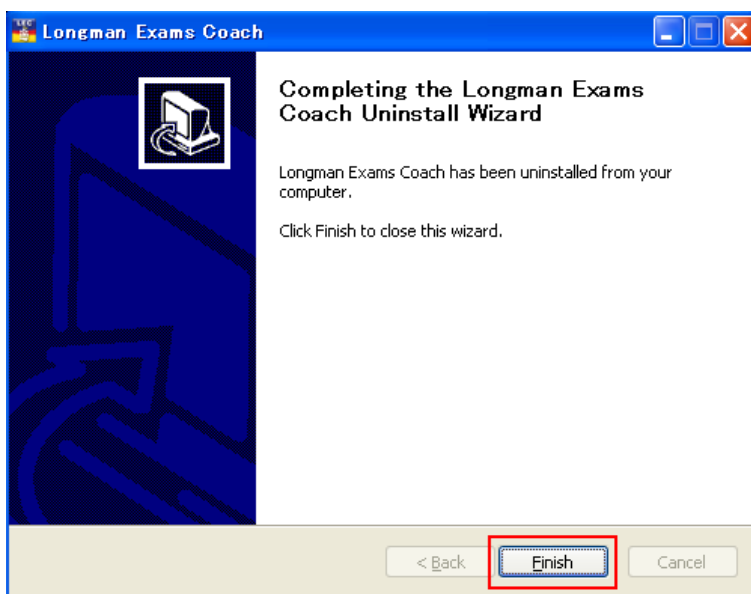 Longman Exams Coach
Completing the Longman Exams
Coach Uninstall Wizard
Longman Exams Coach has been uninstalled from your
computer.
Click Finish to close this wizard.
< Back
Finish
Cancel